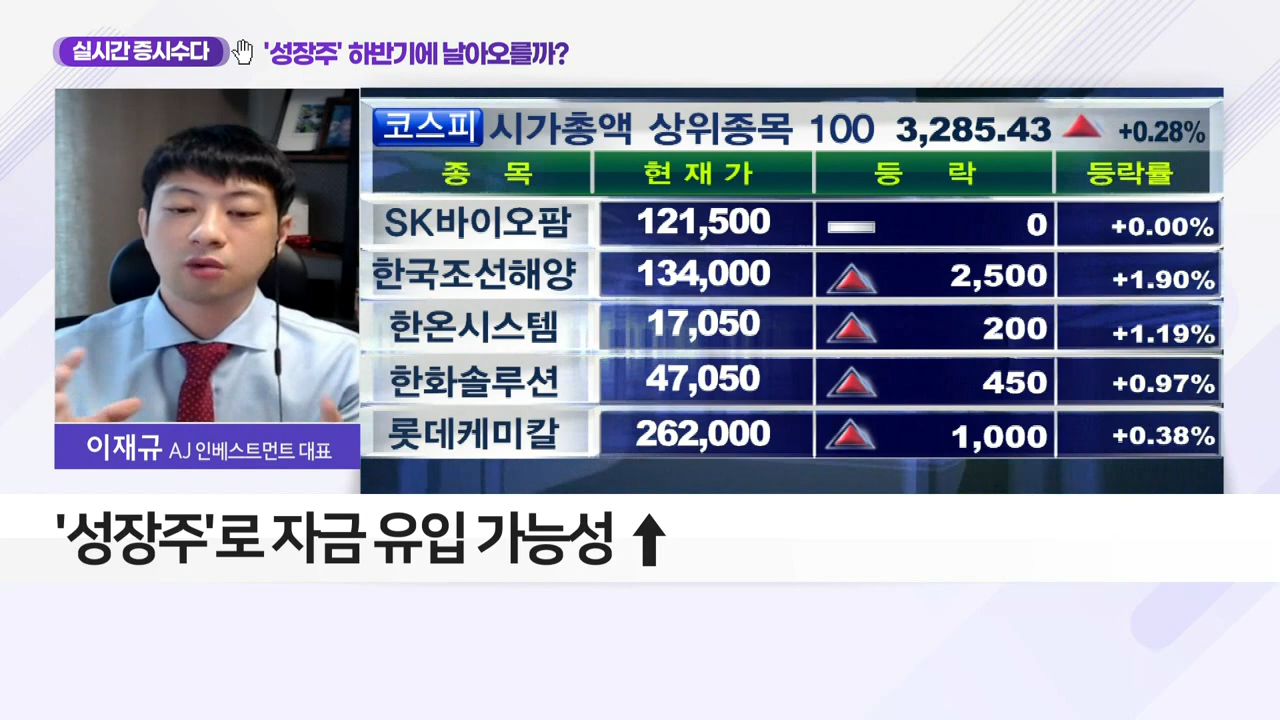 실시간 증시수다 '성장주' 하반기에 날아오를까?
코스피 시가총액 상위종목 100 3,285.43 +0.28%
종 목 현 재 가 등 락 등락률
SK바이오팜 121,500 0 +0.00%
한국조선해양 134,000 2,500 +1.90%
한온시스템 17,050 200 +1.19%
한화솔루션 47,050 450 +0.97%
롯데케미칼 262,000 1,000 +0.38%
이재규 AJ 인베스트먼트 대표
'성장주'로 자금 유입 가능성 ↑